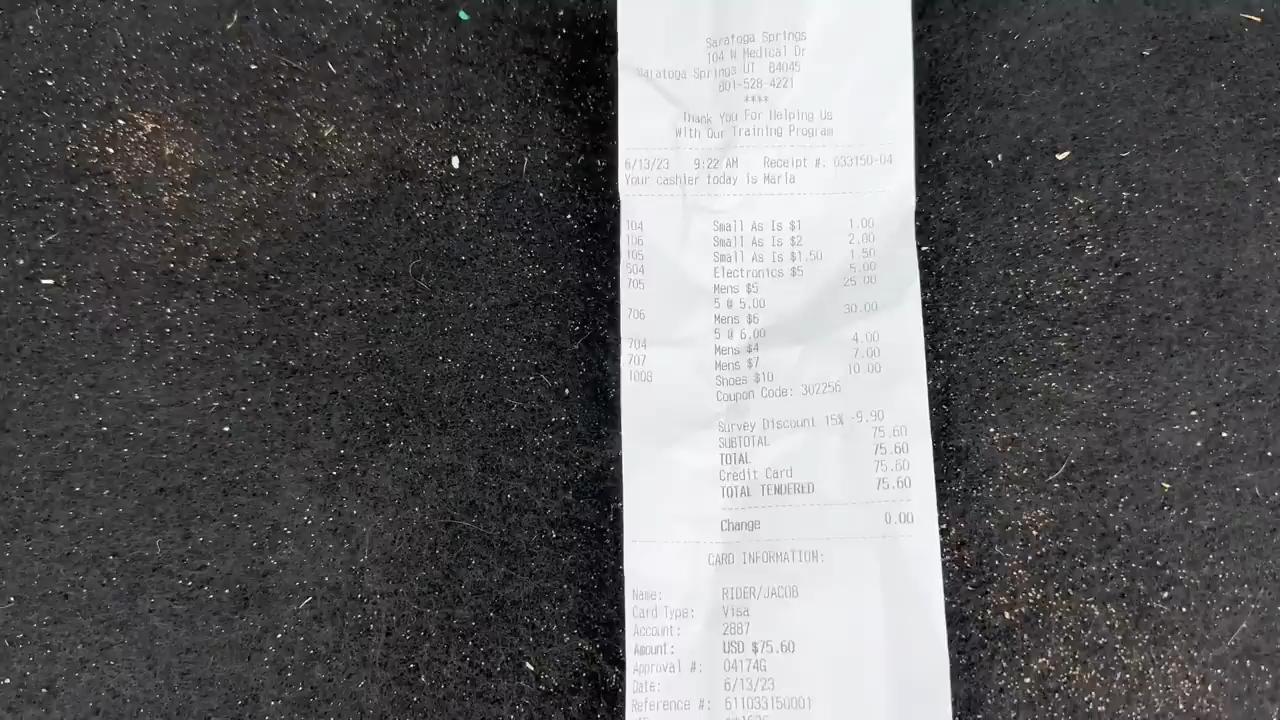 Saratoga Springs
104 W Medical Dr
Saratoga Springs UT 84045
801-528-4221
****
Thank You For Helping Us
With Our Training Program
6/13/23 9:22 AM Receipt #: 033150-04
Your cashier today is Maria
104 Small As Is $1 1.00
106 Small As Is $2 2.00
105 Small As Is $1.50 1.50
504 Electronics $5 5.00
705 Mens $5 25.00
5 @ 5.00
706 Mens $6 30.00
5 @ 6.00
704 Mens $4 4.00
707 Mens $7 7.00
1008 Shoes $10 10.00
Coupon Code: 302256
Survey Discount 15% -9.90
SUBTOTAL 75.60
TOTAL 75.60
Credit Card 75.60
TOTAL TENDERED 75.60
Change 0.00
CARD INFORMATION:
Name: RIDER/JACOB
Card Type: Visa
Account: 2887
Amount: USD $75.60
Approval #: 04174G
Date: 6/13/23
Reference #: 611033150001